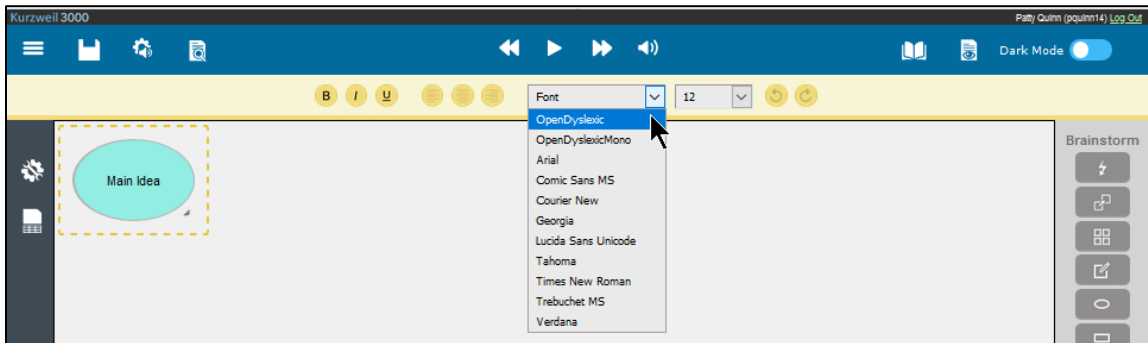 Kurzweil 3000
Patty Quinn (pquinn14) Log Out
Dark Mode
B I U
Font
12
OpenDyslexic
OpenDyslexicMono
Arial
Comic Sans MS
Courier New
Georgia
Lucida Sans Unicode
Tahoma
Times New Roman
Trebuchet MS
Verdana
Main Idea
Brainstorm